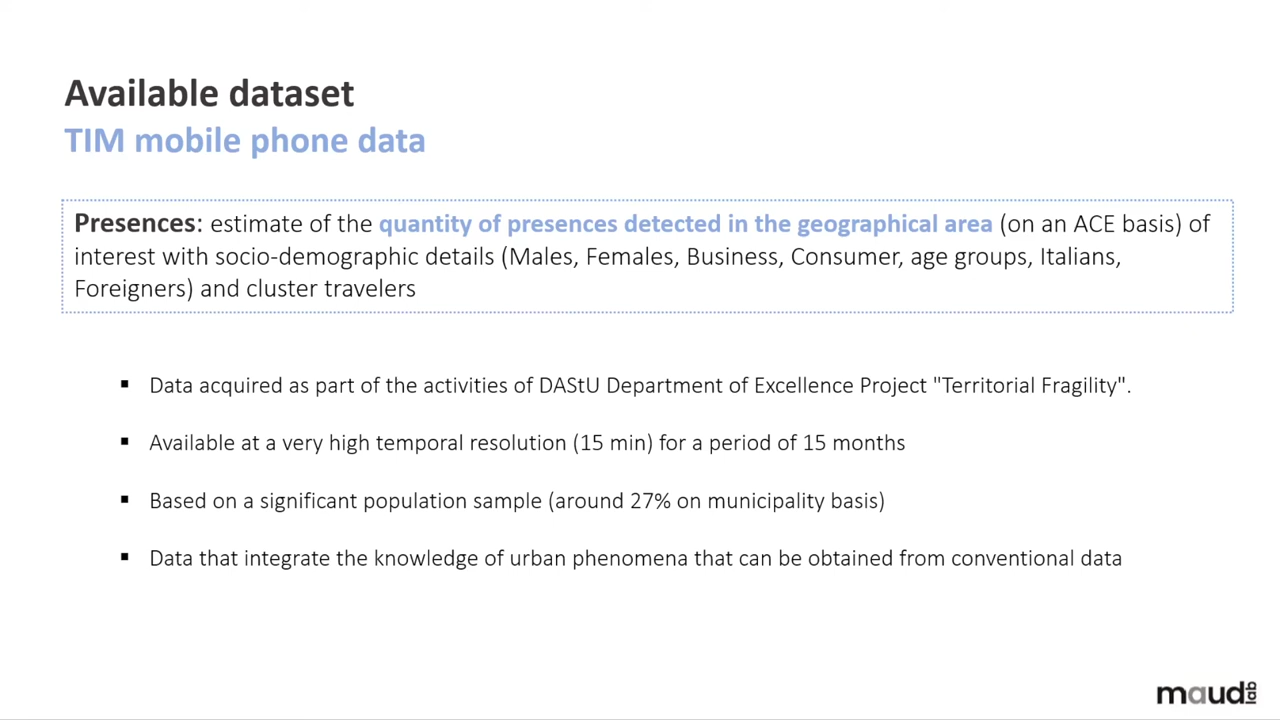 Available dataset
TIM mobile phone data
Presences: estimate of the quantity of presences detected in the geographical area (on an ACE basis) of
interest with socio-demographic details (Males, Females, Business, Consumer, age groups, Italians,
Foreigners) and cluster travelers
▪ Data acquired as part of the activities of DAStU Department of Excellence Project "Territorial Fragility".
▪ Available at a very high temporal resolution (15 min) for a period of 15 months
▪ Based on a significant population sample (around 27% on municipality basis)
▪ Data that integrate the knowledge of urban phenomena that can be obtained from conventional data
maud lab